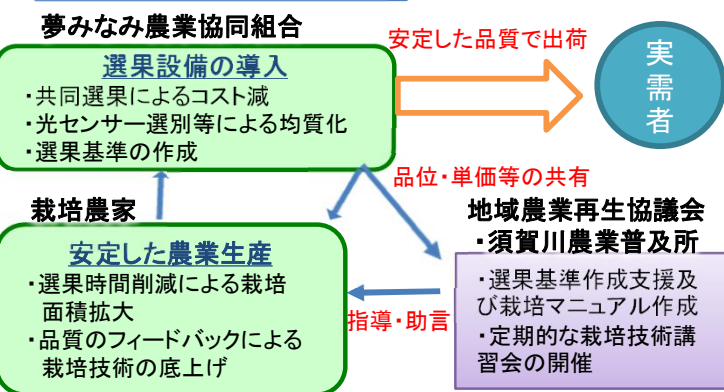 夢みなみ農業協同組合
選果設備の導入
・共同選果によるコスト減
・光センサー選別等による均質化
・選果基準の作成
安定した品質で出荷
実
需
者
品位・単価等の共有
栽培農家
安定した農業生産
・選果時間削減による栽培
面積拡大
・品質のフィードバックによる
栽培技術の底上げ
指導・助言
地域農業再生協議会
・須賀川農業普及所
・選果基準作成支援及
び栽培マニュアル作成
・定期的な栽培技術講
習会の開催